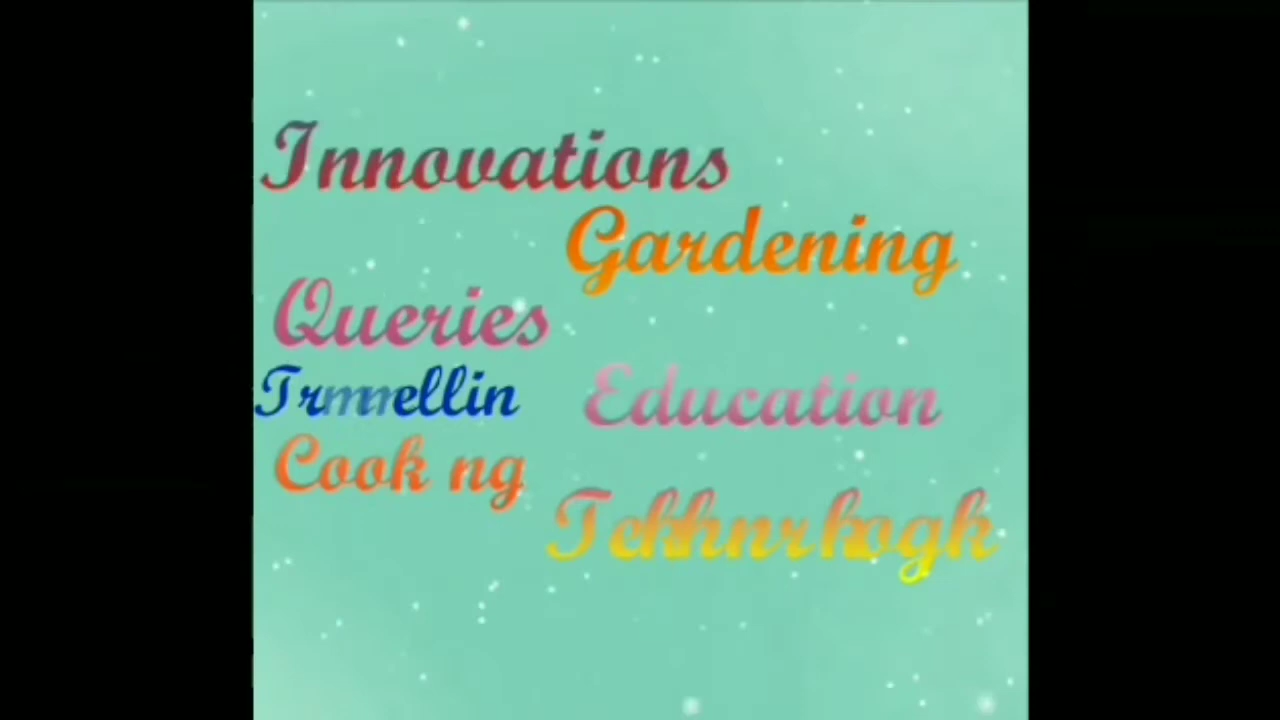 Innovations
Gardening
Queries
Education
Cook ng